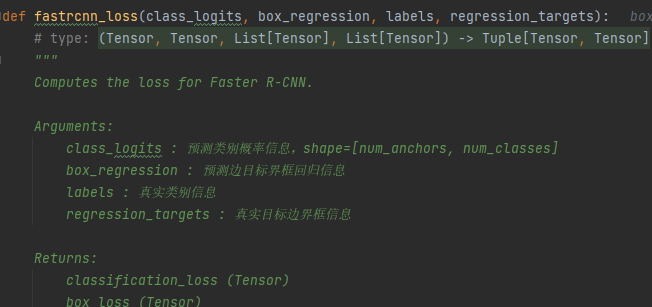 def fastrcnn_loss(class_logits, box_regression, labels, regression_targets): box
# type: (Tensor, Tensor, List[Tensor], List[Tensor]) -> Tuple[Tensor, Tensor]
"""
Computes the loss for Faster R-CNN.
Arguments:
class_logits : 预测类别概率信息，shape=[num_anchors, num_classes]
box_regression : 预测边目标界框回归信息
labels : 真实类别信息
regression_targets : 真实目标边界框信息
Returns:
classification_loss (Tensor)
box_loss (Tensor)